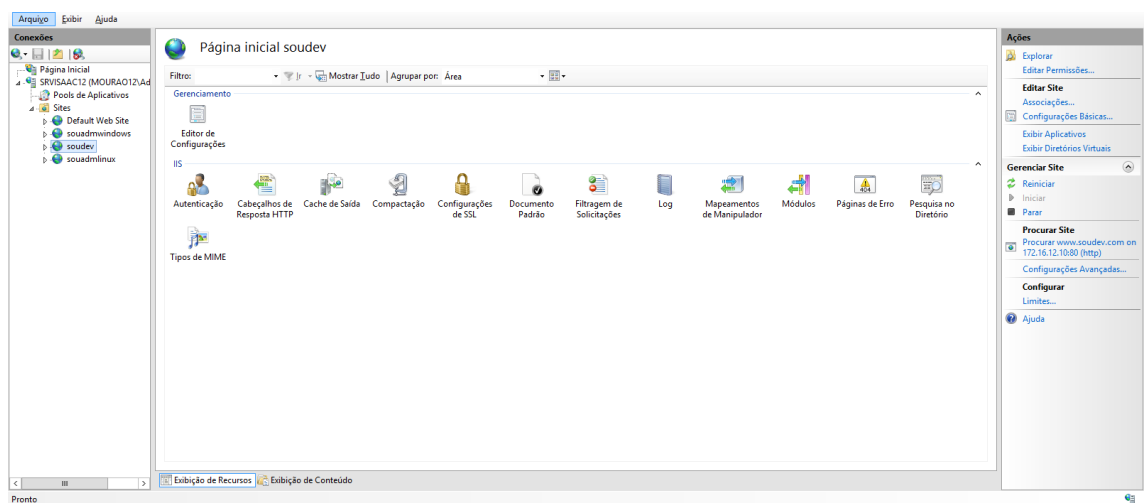 Arquivo Exibir Ajuda
Conexões
Página Inicial
SRVISAAC12 (MOURAO12\Ad
Pools de Aplicativos
Sites
Default Web Site
souadmwindows
soudev
souadmlinux
Página inicial soudev
Filtro: Ir Mostrar Tudo Agrupar por: Área
Gerenciamento
Editor de
Configurações
IIS
Autenticação
Cabeçalhos de
Resposta HTTP
Cache de Saída
Compactação
Configurações
de SSL
Documento
Padrão
Filtragem de
Solicitações
Log
Mapeamentos
de Manipulador
Módulos
404
Páginas de Erro
Pesquisa no
Diretório
Tipos de MIME
Exibição de Recursos Exibição de Conteúdo
Ações
Explorar
Editar Permissões...
Editar Site
Associações...
Configurações Básicas...
Exibir Aplicativos
Exibir Diretórios Virtuais
Gerenciar Site
Reiniciar
Iniciar
Parar
Procurar Site
Procurar www.soudev.com on
172.16.12.10:80 (http)
Configurações Avançadas...
Configurar
Limites...
Ajuda
Pronto